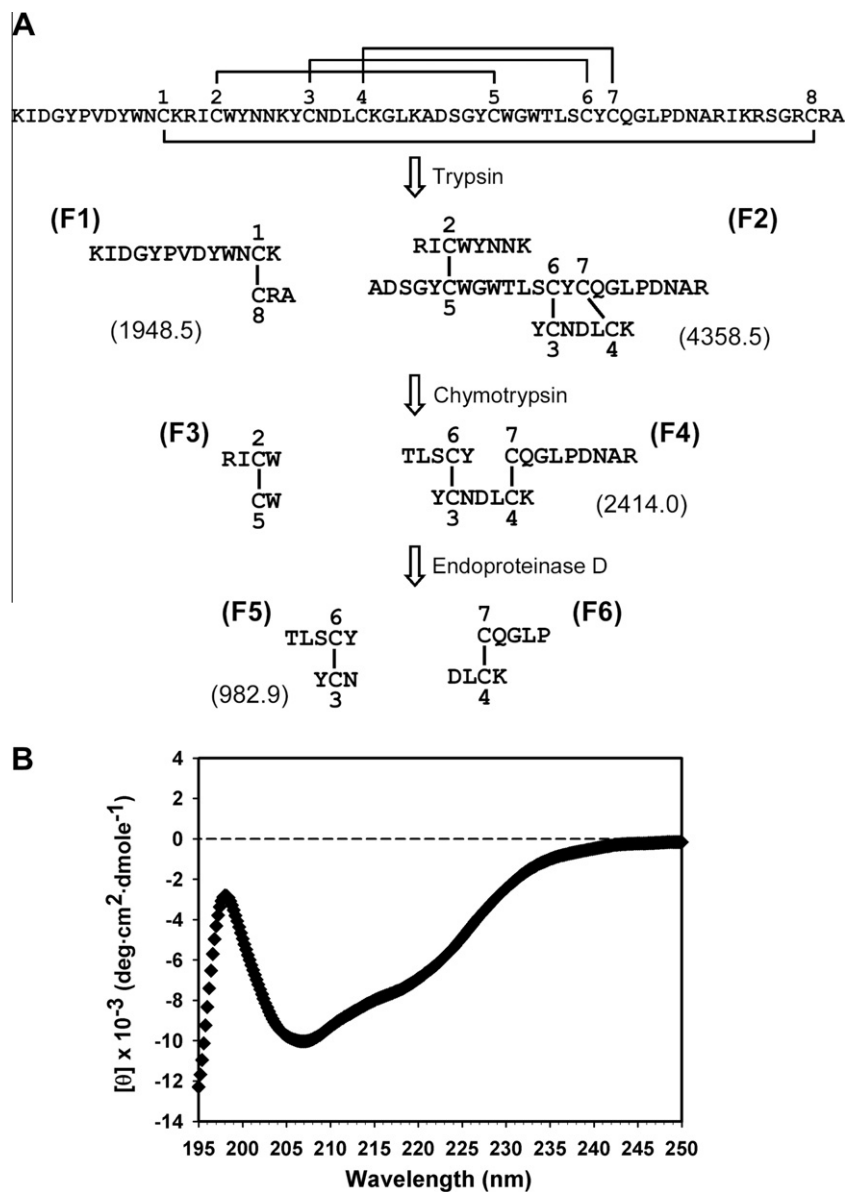 A
1 2 3 4 5 6 7 8
KIDGYPVDYWNCKRICWYNNKYCNDLCKGLKADSGYCWGWTLSCYCQGLPDNARIKRSGRCRA
Trypsin
(F1)
1
KIDGYPVDYWNCK
CRA
8
(1948.5)
(F2)
2
RICWYNNK
6 7
ADSGYCWGWTLSCYCQGLPDNAR
5
YCNDLCK
3 4
(4358.5)
Chymotrypsin
(F3)
2
RICW
CW
5
(F4)
6 7
TLSCY CQGLPDNAR
YCNDLCK
3 4
(2414.0)
Endoproteinase D
(F5)
6
TLSCY
YCN
3
(982.9)
(F6)
7
CQGLP
DLCK
4
B
[θ] x 10⁻³ (deg·cm²·dmole⁻¹)
4
2
0
-2
-4
-6
-8
-10
-12
-14
195 200 205 210 215 220 225 230 235 240 245 250
Wavelength (nm)